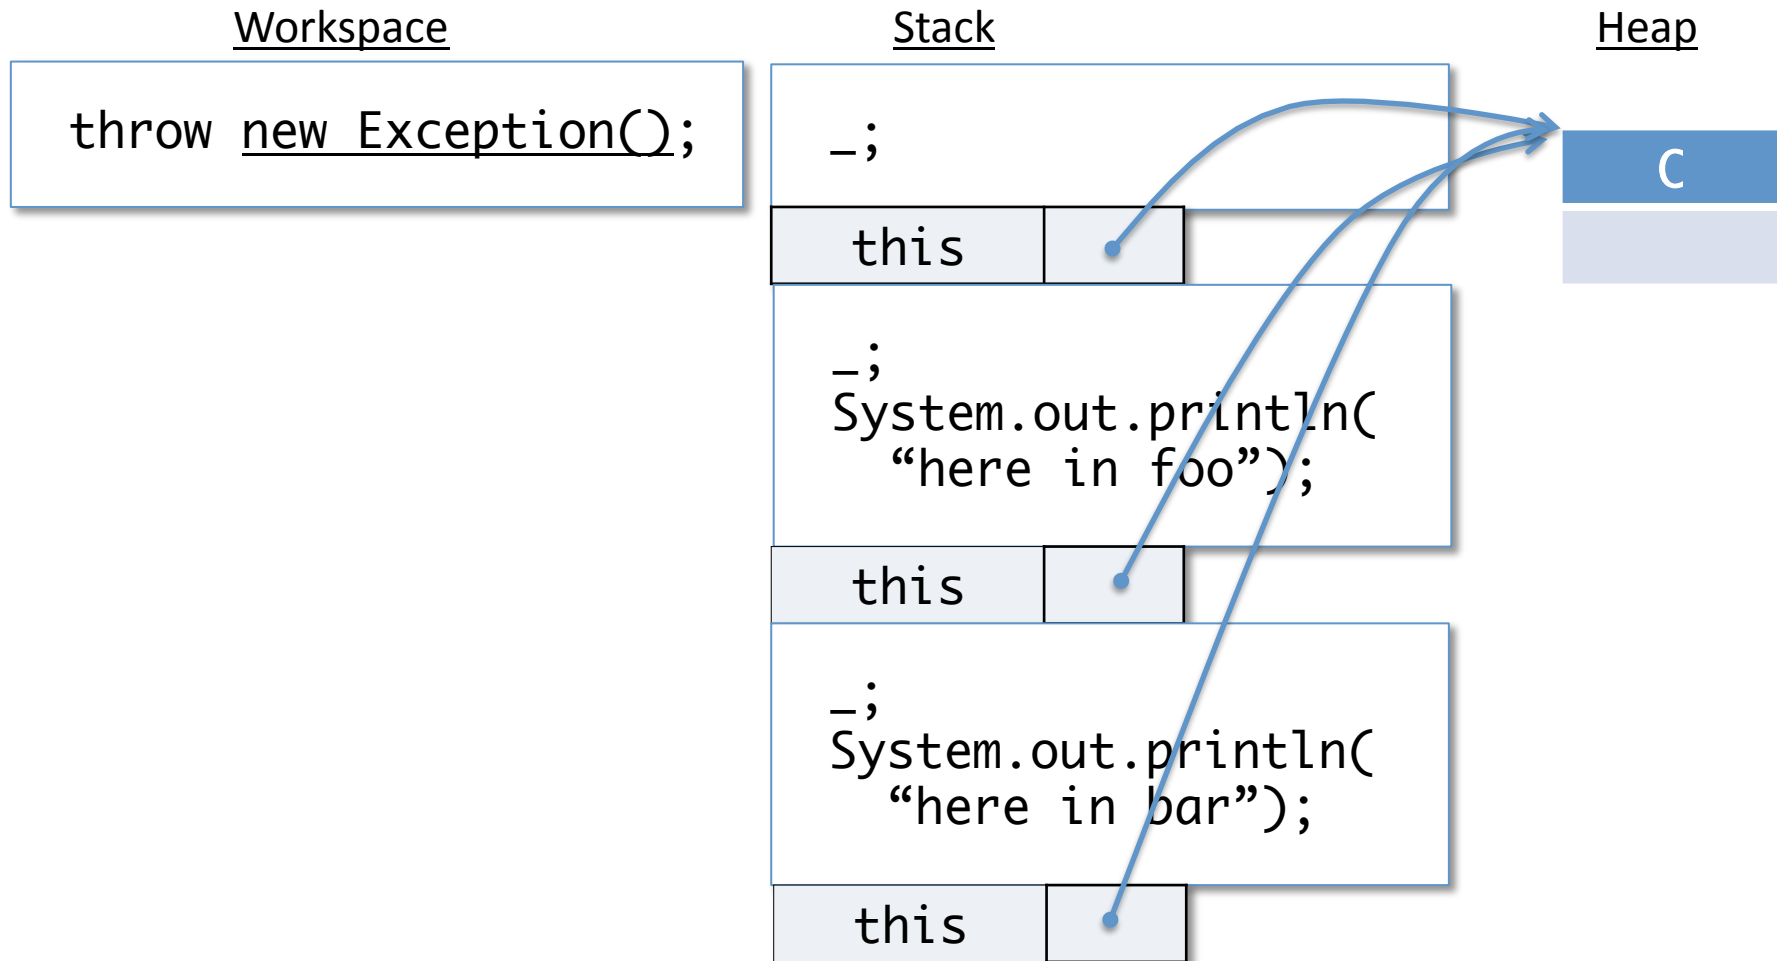 Workspace
Stack
Heap
throw new Exception();
_;
C
this
_;
System.out.println(
“here in foo”);
this
_;
System.out.println(
“here in bar”);
this